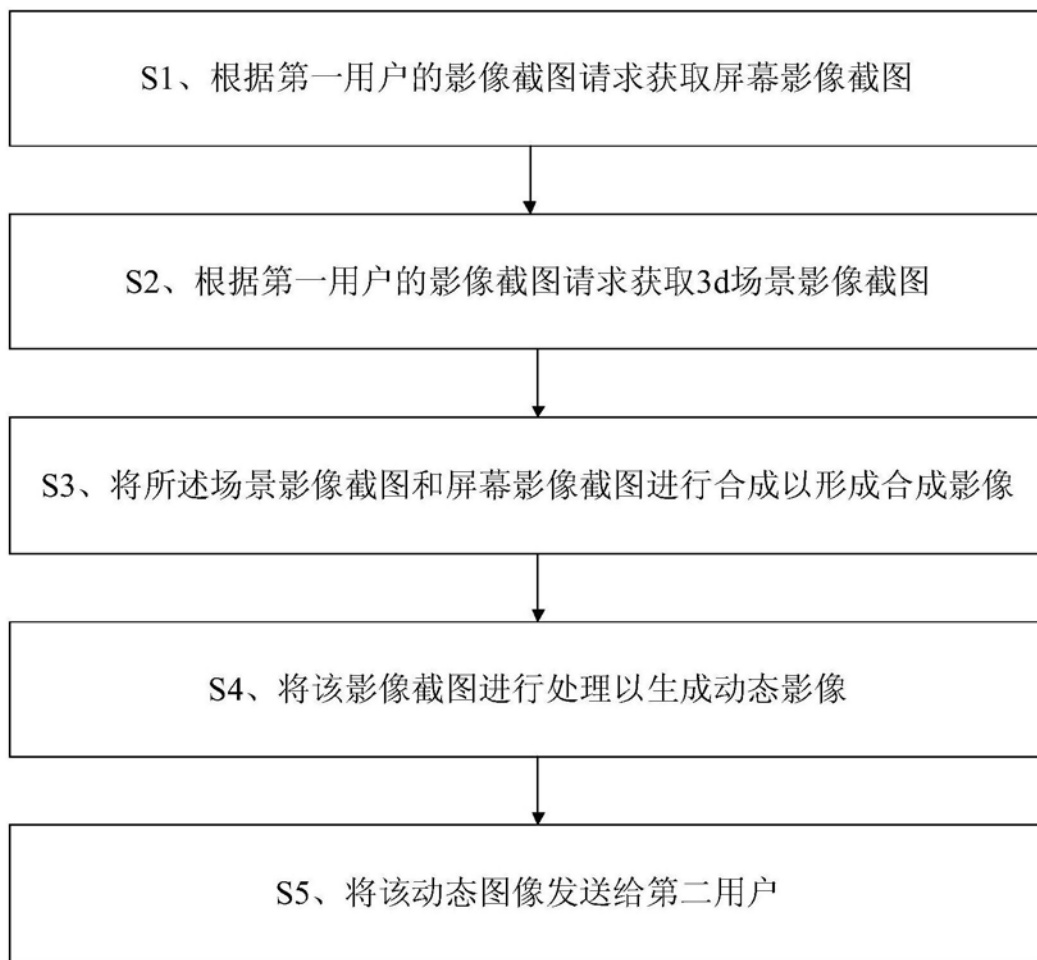 S1、根据第一用户的影像截图请求获取屏幕影像截图
S2、根据第一用户的影像截图请求获取3d场景影像截图
S3、将所述场景影像截图和屏幕影像截图进行合成以形成合成影像
S4、将该影像截图进行处理以生成动态影像
S5、将该动态图像发送给第二用户